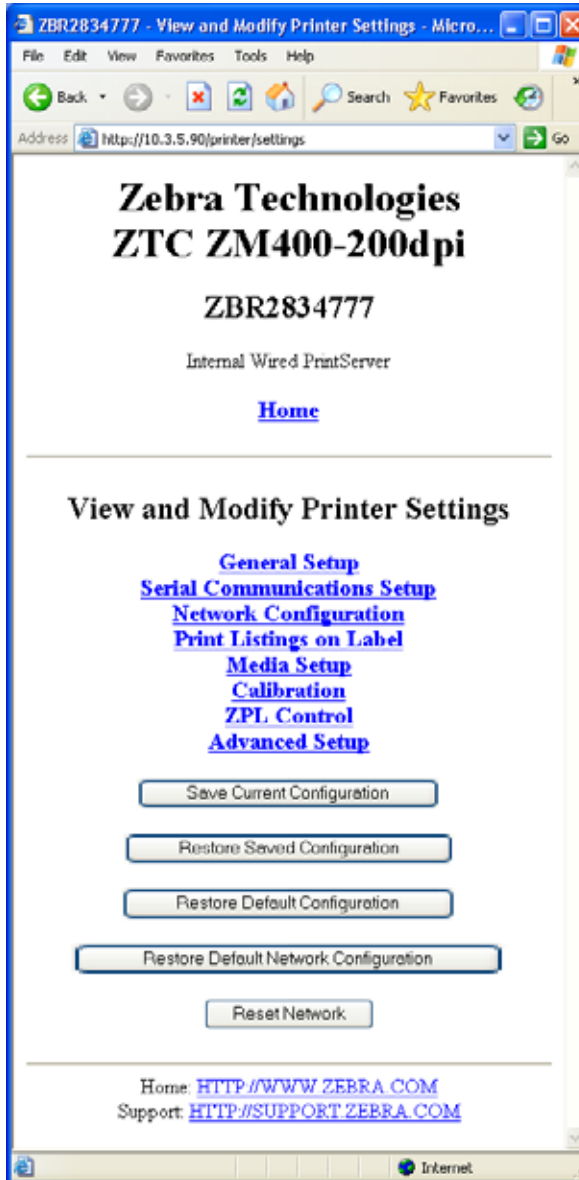 ZBR2834777 - View and Modify Printer Settings - Micro...
File Edit View Favorites Tools Help
Back Search Favorites
Address http://10.3.5.90/printer/settings Go
Zebra Technologies
ZTC ZM400-200dpi
ZBR2834777
Internal Wired PrintServer
Home
View and Modify Printer Settings
General Setup
Serial Communications Setup
Network Configuration
Print Listings on Label
Media Setup
Calibration
ZPL Control
Advanced Setup
Save Current Configuration
Restore Saved Configuration
Restore Default Configuration
Restore Default Network Configuration
Reset Network
Home: HTTP://WWW.ZEBRA.COM
Support: HTTP://SUPPORT.ZEBRA.COM
Internet